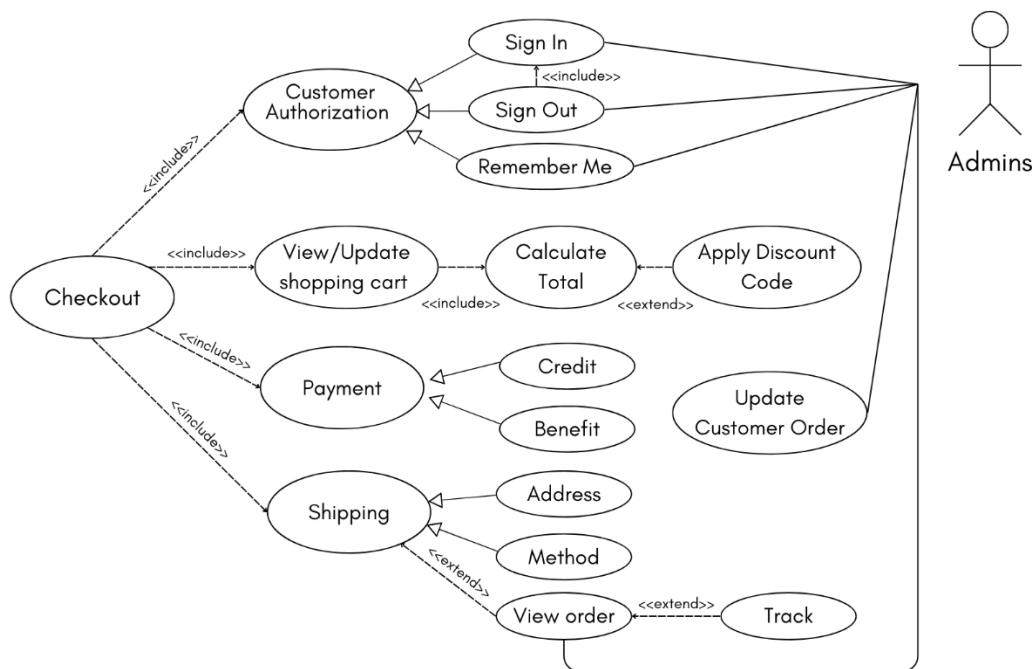 Sign In
<<include>>
Customer
Authorization
Sign Out
Remember Me
Admins
<<include>>
<<include>>
View/Update
shopping cart
<<include>>
Calculate
Total
<<extend>>
Apply Discount
Code
Checkout
<<include>>
Payment
Credit
Benefit
Update
Customer Order
<<include>>
Shipping
Address
Method
<<extend>>
View order
<<extend>>
Track